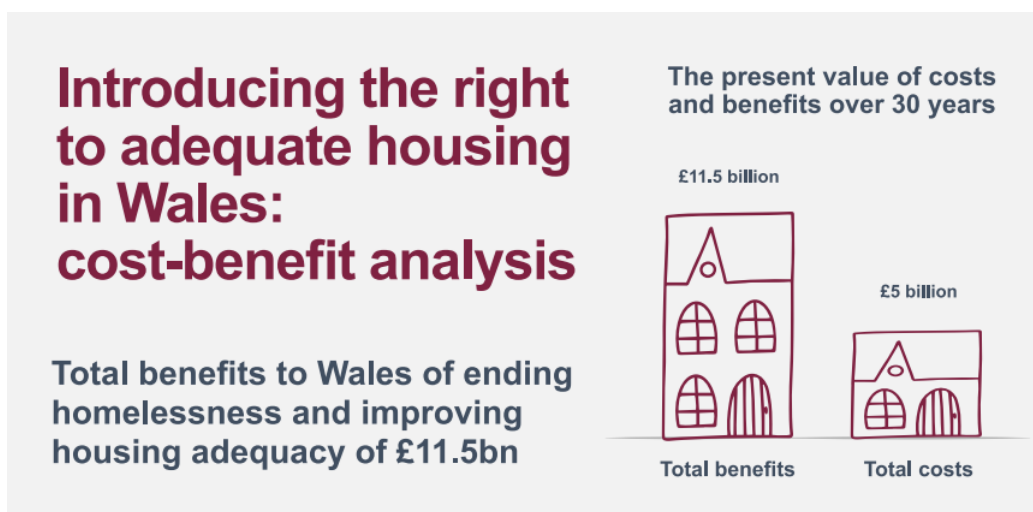 Introducing the right
to adequate housing
in Wales:
cost-benefit analysis
Total benefits to Wales of ending
homelessness and improving
housing adequacy of £11.5bn
The present value of costs
and benefits over 30 years
£11.5 billion
£5 billion
Total benefits
Total costs